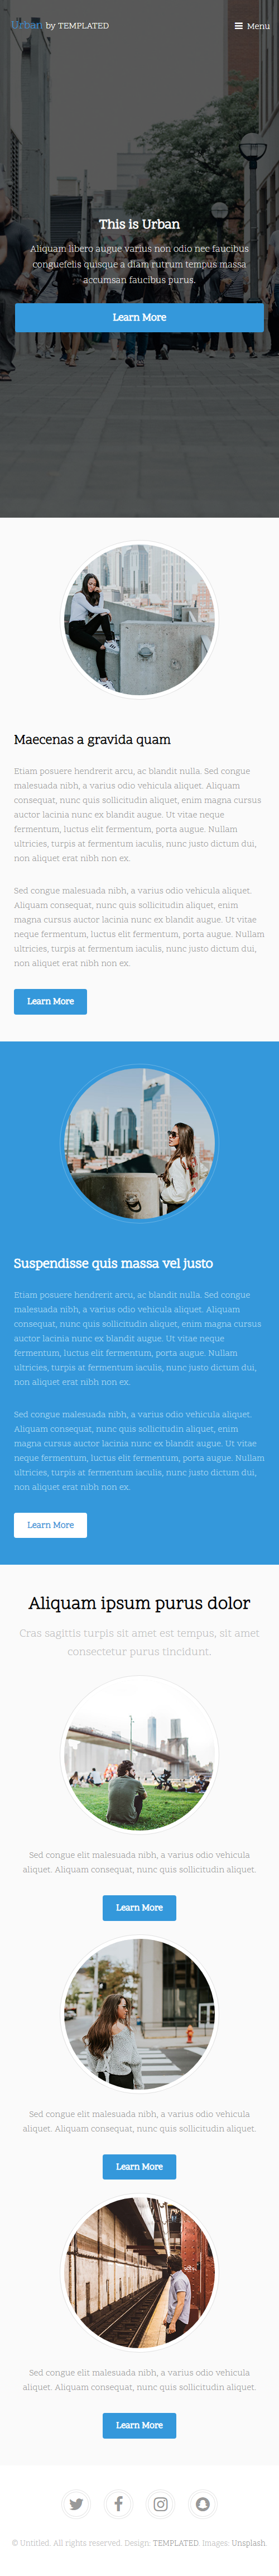 Urban by TEMPLATED
Menu
This is Urban
Aliquam libero augue varius non odio nec faucibus
conguefelis quisque a diam rutrum tempus massa
accumsan faucibus purus.
Learn More
Maecenas a gravida quam
Etiam posuere hendrerit arcu, ac blandit nulla. Sed congue
malesuada nibh, a varius odio vehicula aliquet. Aliquam
consequat, nunc quis sollicitudin aliquet, enim magna cursus
auctor lacinia nunc ex blandit augue. Ut vitae neque
fermentum, luctus elit fermentum, porta augue. Nullam
ultricies, turpis at fermentum iaculis, nunc justo dictum dui,
non aliquet erat nibh non ex.
Sed congue malesuada nibh, a varius odio vehicula aliquet.
Aliquam consequat, nunc quis sollicitudin aliquet, enim
magna cursus auctor lacinia nunc ex blandit augue. Ut vitae
neque fermentum, luctus elit fermentum, porta augue. Nullam
ultricies, turpis at fermentum iaculis, nunc justo dictum dui,
non aliquet erat nibh non ex.
Learn More
Suspendisse quis massa vel justo
Etiam posuere hendrerit arcu, ac blandit nulla. Sed congue
malesuada nibh, a varius odio vehicula aliquet. Aliquam
consequat, nunc quis sollicitudin aliquet, enim magna cursus
auctor lacinia nunc ex blandit augue. Ut vitae neque
fermentum, luctus elit fermentum, porta augue. Nullam
ultricies, turpis at fermentum iaculis, nunc justo dictum dui,
non aliquet erat nibh non ex.
Sed congue malesuada nibh, a varius odio vehicula aliquet.
Aliquam consequat, nunc quis sollicitudin aliquet, enim
magna cursus auctor lacinia nunc ex blandit augue. Ut vitae
neque fermentum, luctus elit fermentum, porta augue. Nullam
ultricies, turpis at fermentum iaculis, nunc justo dictum dui,
non aliquet erat nibh non ex.
Learn More
Aliquam ipsum purus dolor
Cras sagittis turpis sit amet est tempus, sit amet
consectetur purus tincidunt.
Sed congue elit malesuada nibh, a varius odio vehicula
aliquet. Aliquam consequat, nunc quis sollicitudin aliquet.
Learn More
Sed congue elit malesuada nibh, a varius odio vehicula
aliquet. Aliquam consequat, nunc quis sollicitudin aliquet.
Learn More
Sed congue elit malesuada nibh, a varius odio vehicula
aliquet. Aliquam consequat, nunc quis sollicitudin aliquet.
Learn More
© Untitled. All rights reserved. Design: TEMPLATED. Images: Unsplash.